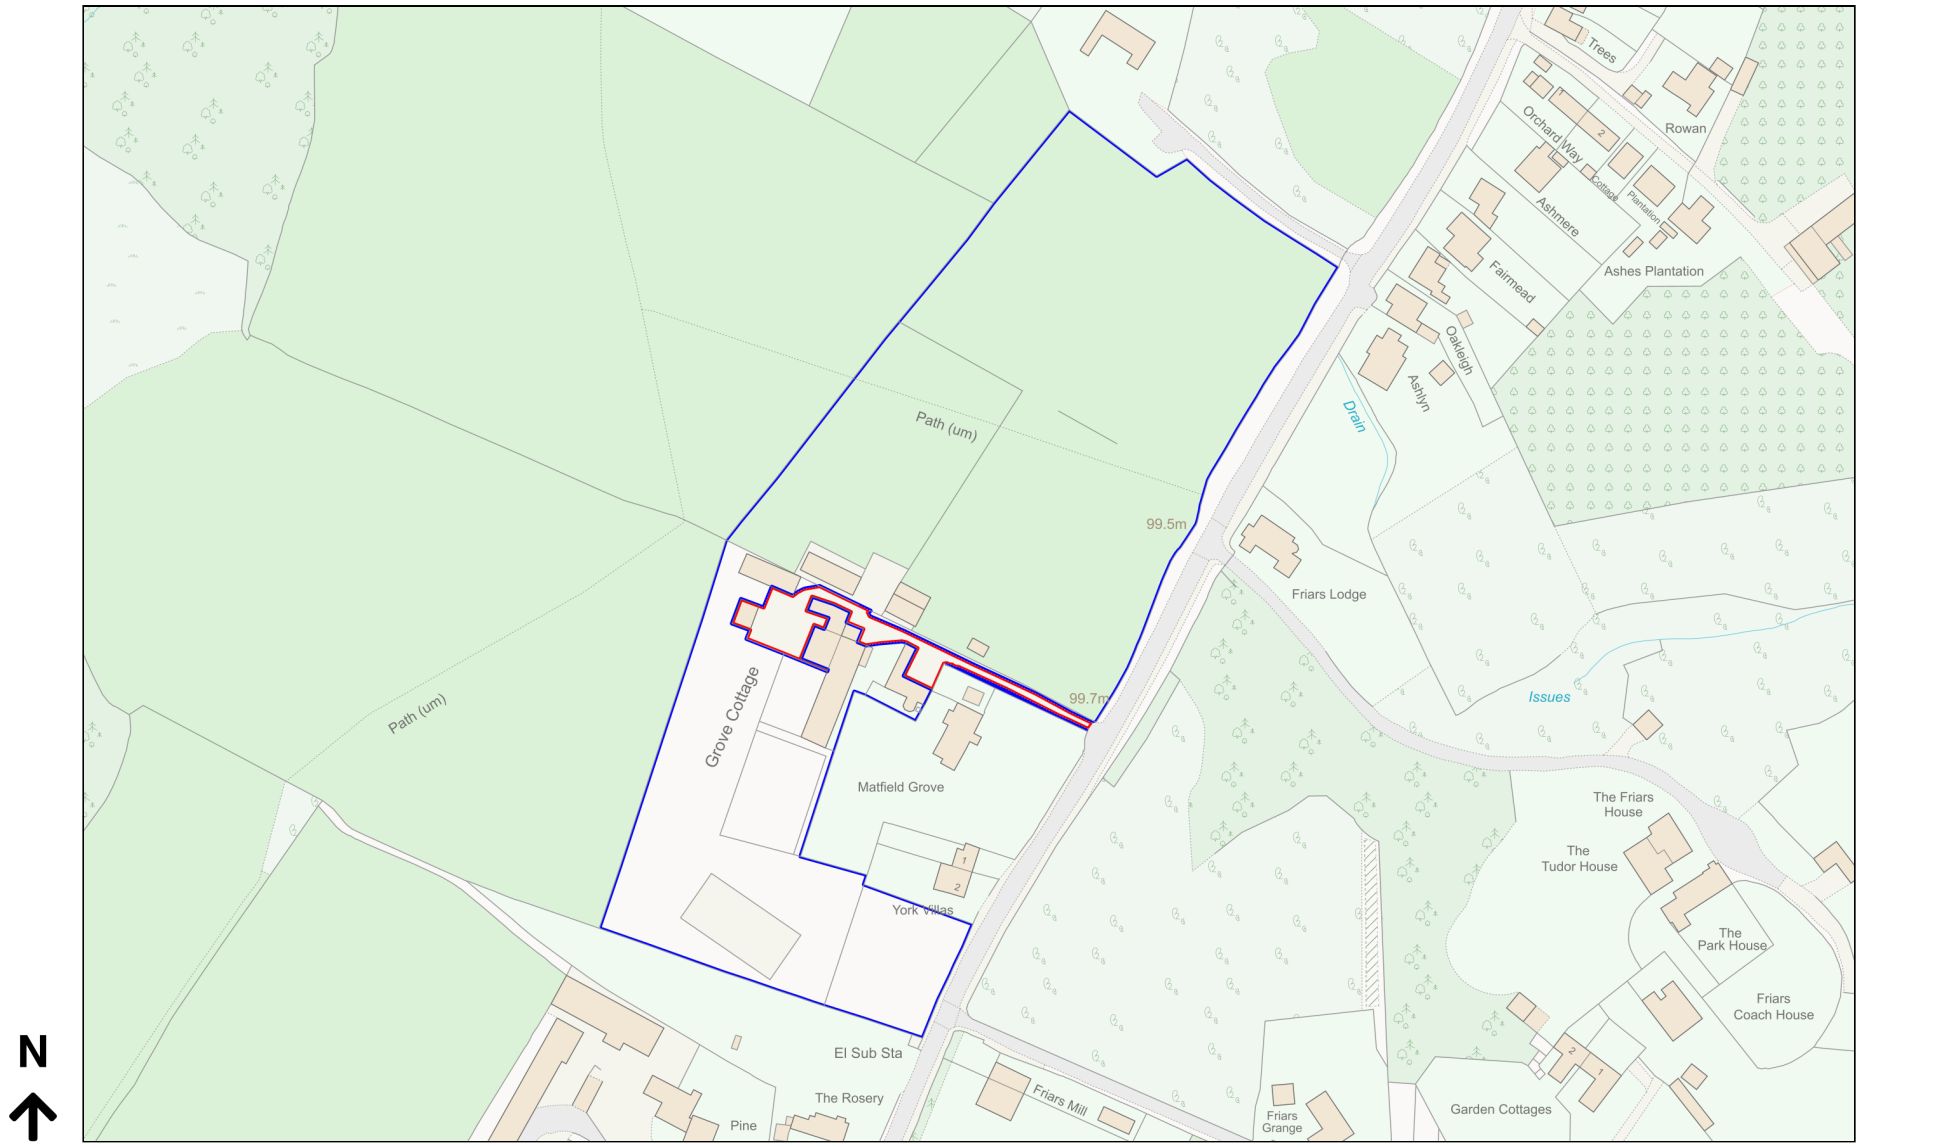 Trees
1
2
Orchard Way
Rowan
Cottage
Plantation
Ashmere
Fairmead
Ashes Plantation
Oakleigh
Ashlyn
Drain
Path (um)
99.5m
Friars Lodge
Issues
99.7m
Path (um)
Grove Cottage
Matfield Grove
The Friars
House
The
Tudor House
1
2
York Villas
The
Park House
Friars
Coach House
N
El Sub Sta
2
1
The Rosery
Friars Mill
Friars
Grange
Garden Cottages
Pine